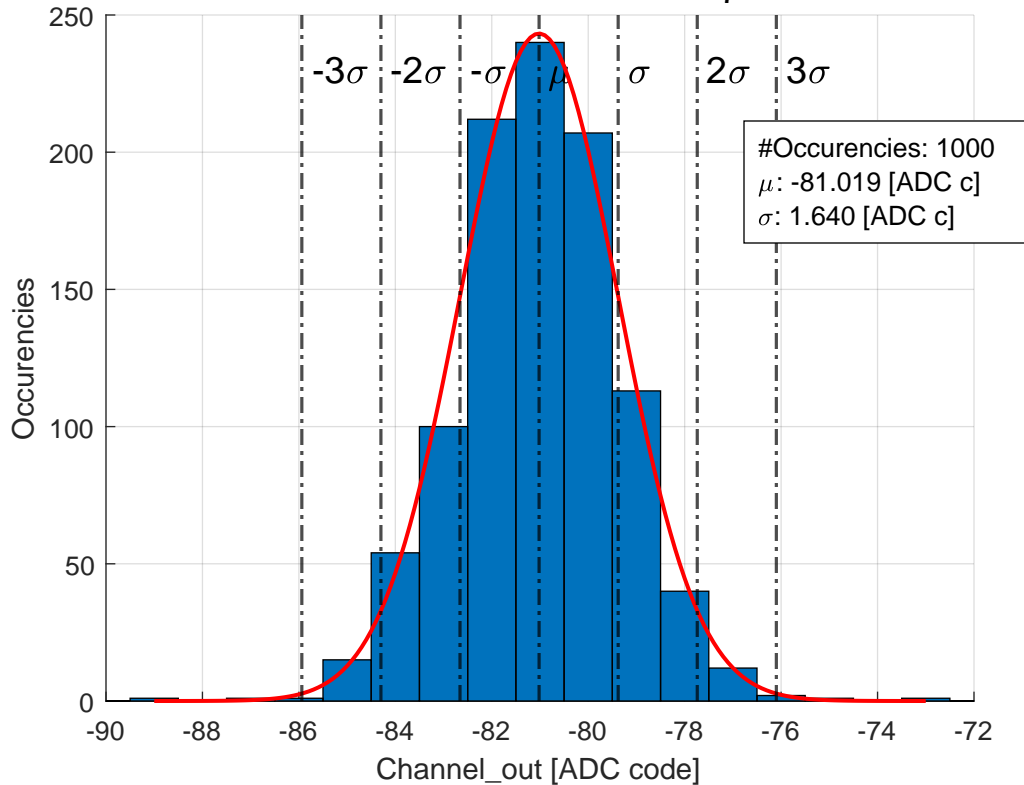 250
200
150
100
50
0
-3σ -2σ -σ μ σ 2σ 3σ
#Occurencies: 1000
μ: -81.019 [ADC c]
σ: 1.640 [ADC c]
Occurencies
-90 -88 -86 -84 -82 -80 -78 -76 -74 -72
Channel_out [ADC code]